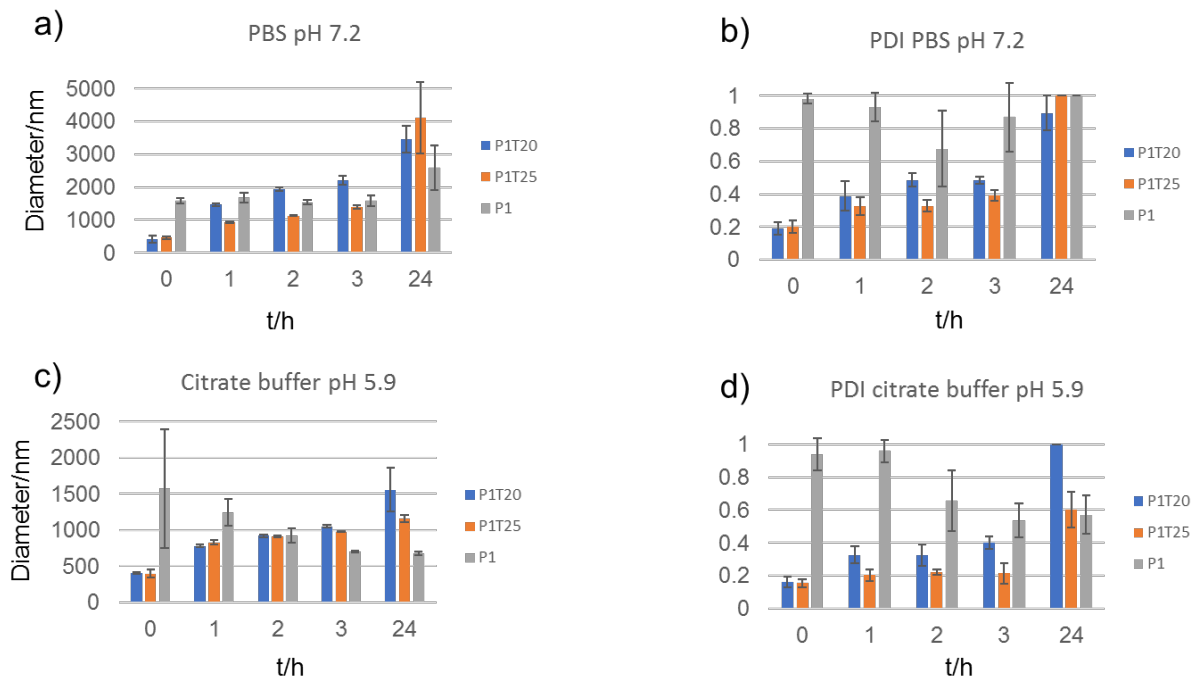 a)
PBS pH 7.2
Diameter/nm
5000
4000
3000
2000
1000
0
0 1 2 3 24
t/h
P1T20
P1T25
P1
b)
PDI PBS pH 7.2
1
0.8
0.6
0.4
0.2
0
0 1 2 3 24
t/h
P1T20
P1T25
P1
c)
Citrate buffer pH 5.9
Diameter/nm
2500
2000
1500
1000
500
0
0 1 2 3 24
t/h
P1T20
P1T25
P1
d)
PDI citrate buffer pH 5.9
1
0.8
0.6
0.4
0.2
0
0 1 2 3 24
t/h
P1T20
P1T25
P1